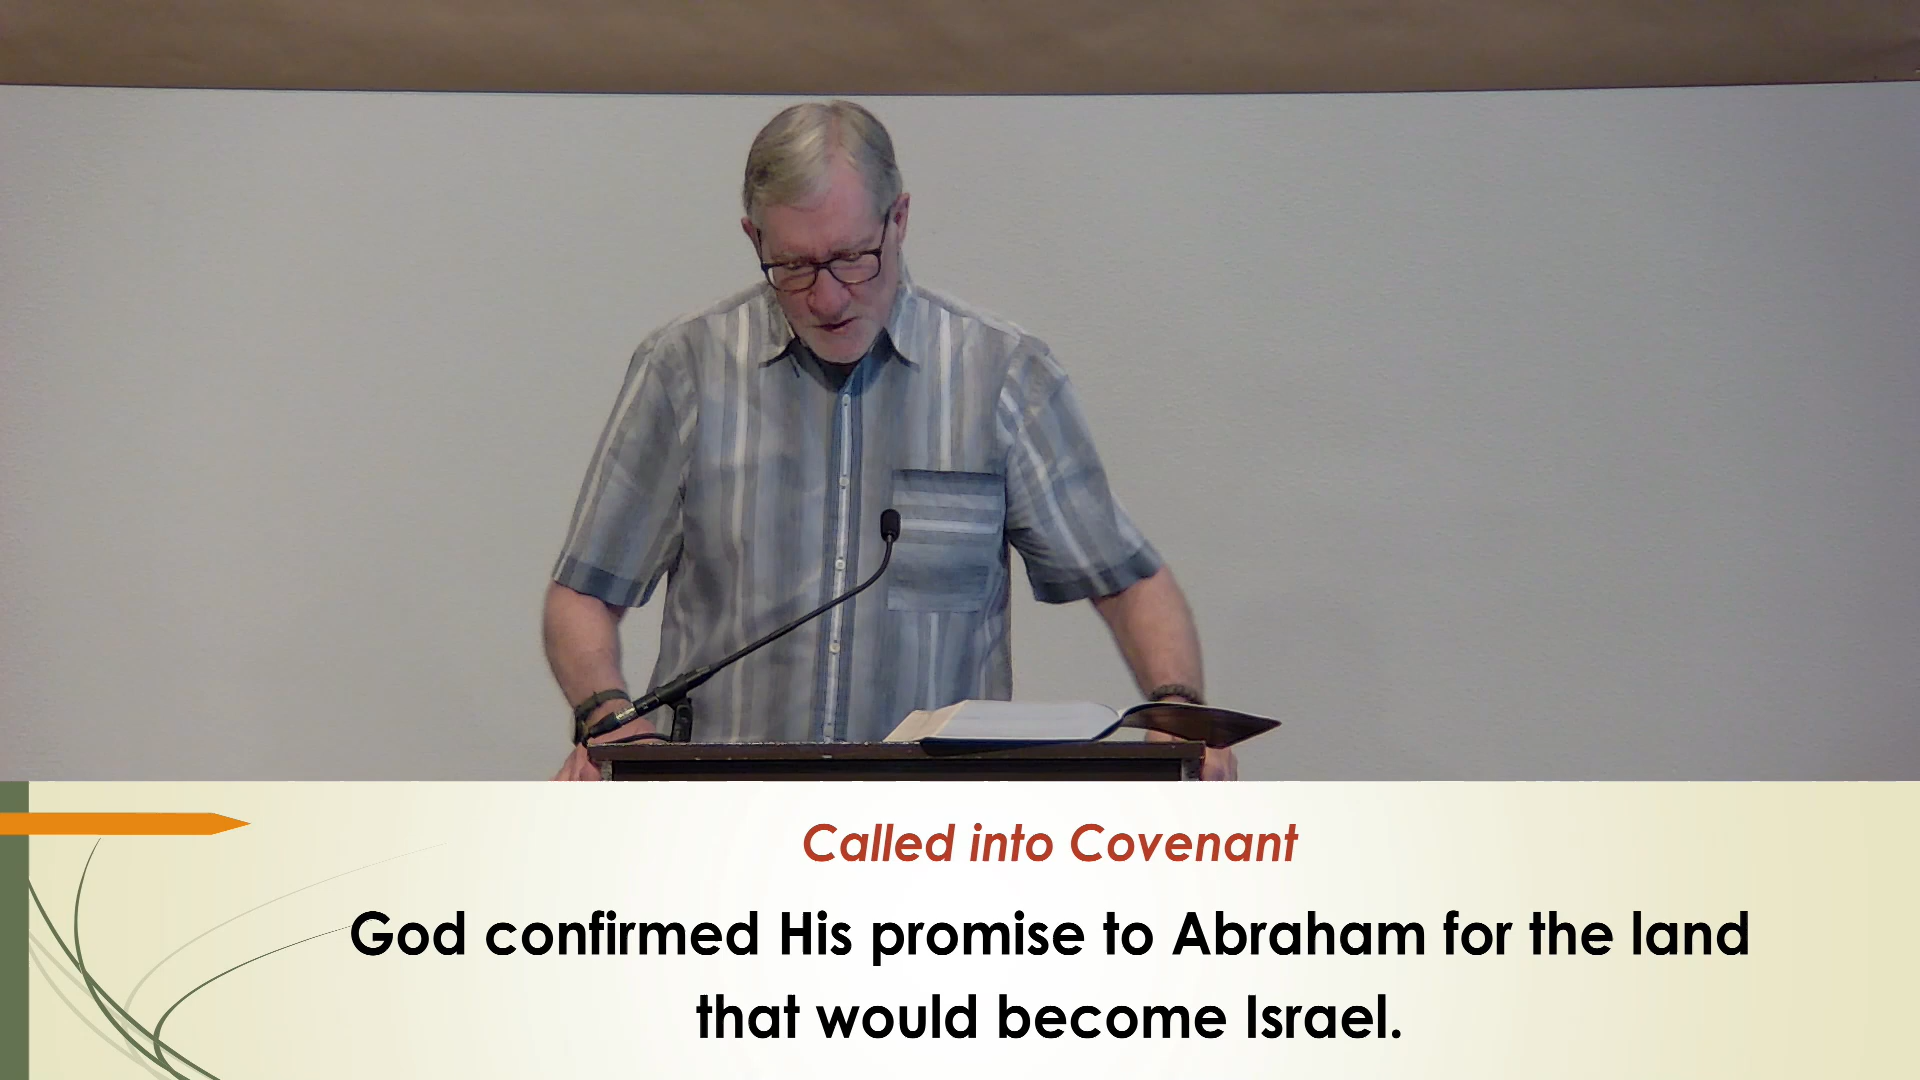 Called into Covenant
God confirmed His promise to Abraham for the land
that would become Israel.